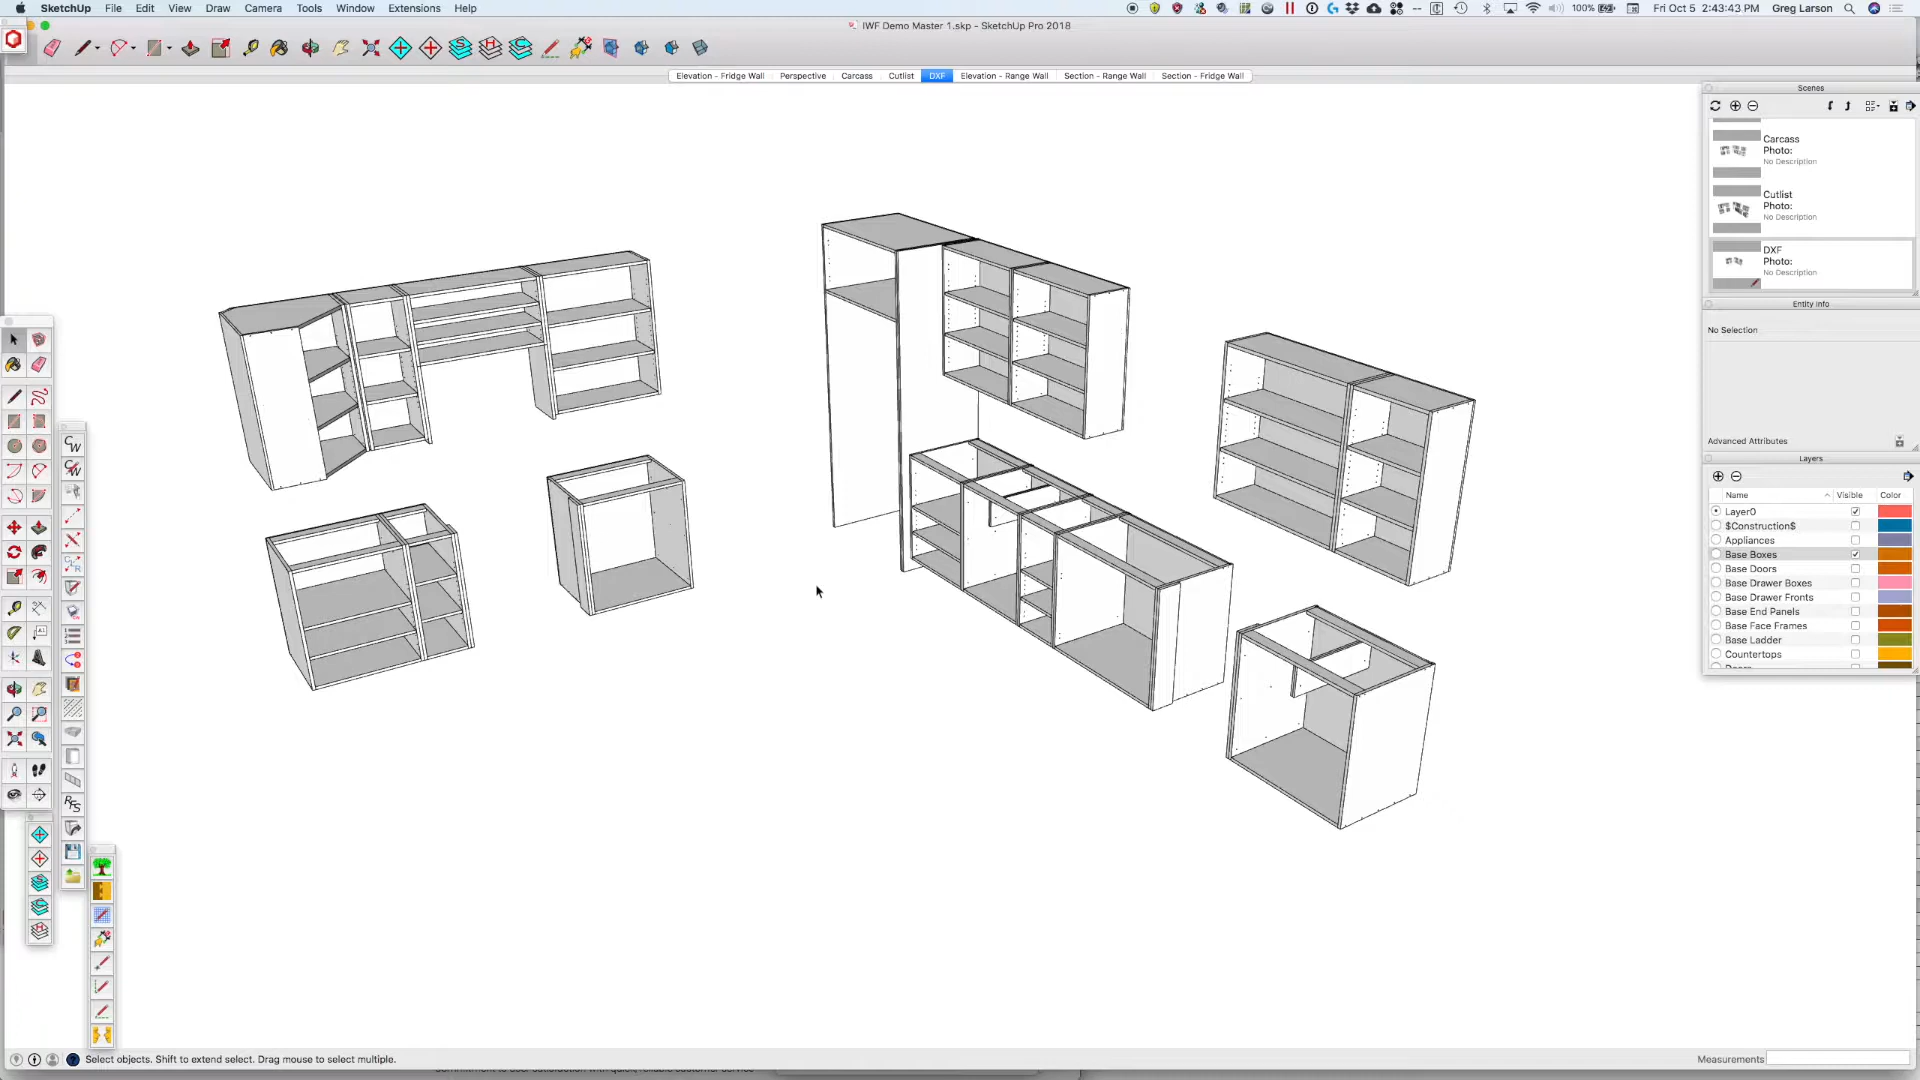 SketchUp File Edit View Draw Camera Tools Window Extensions Help 100% Fri Oct 5 2:43:43 PM Greg Larson
IWF Demo Master 1.skp - SketchUp Pro 2018
Elevation - Fridge Wall Perspective Carcass Cutlist DXF Elevation - Range Wall Section - Range Wall Section - Fridge Wall
Scenes
Carcass
Photo:
No Description
Cutlist
Photo:
No Description
DXF
Photo:
No Description
Entity Info
No Selection
Advanced Attributes
Layers
Name Visible Color
Layer0
$Construction$
Appliances
Base Boxes
Base Doors
Base Drawer Boxes
Base Drawer Fronts
Base End Panels
Base Face Frames
Base Ladder
Countertops
CW
CW
RFS
Select objects. Shift to extend select. Drag mouse to select multiple.
Measurements